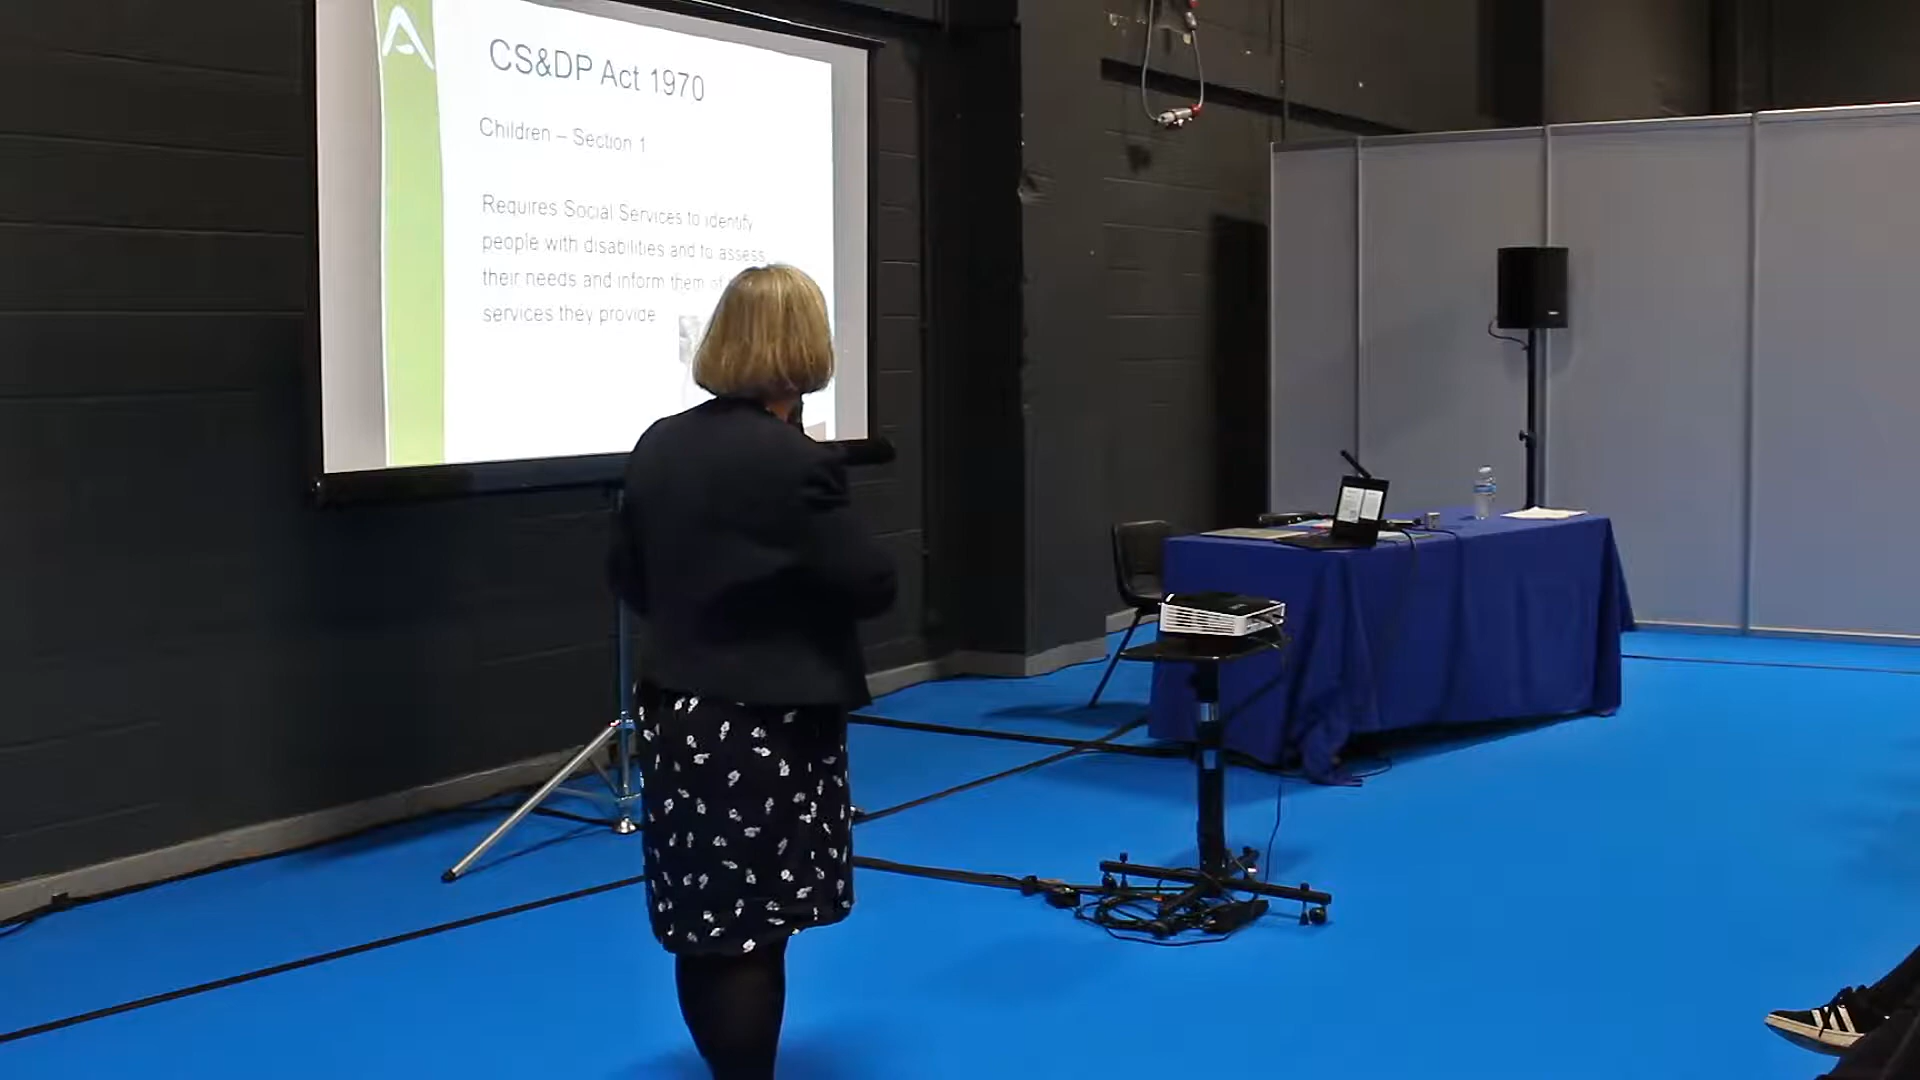 CS&DP Act 1970
Children – Section 1
Requires Social Services to identify
people with disabilities and to assess
their needs and inform them of
services they provide